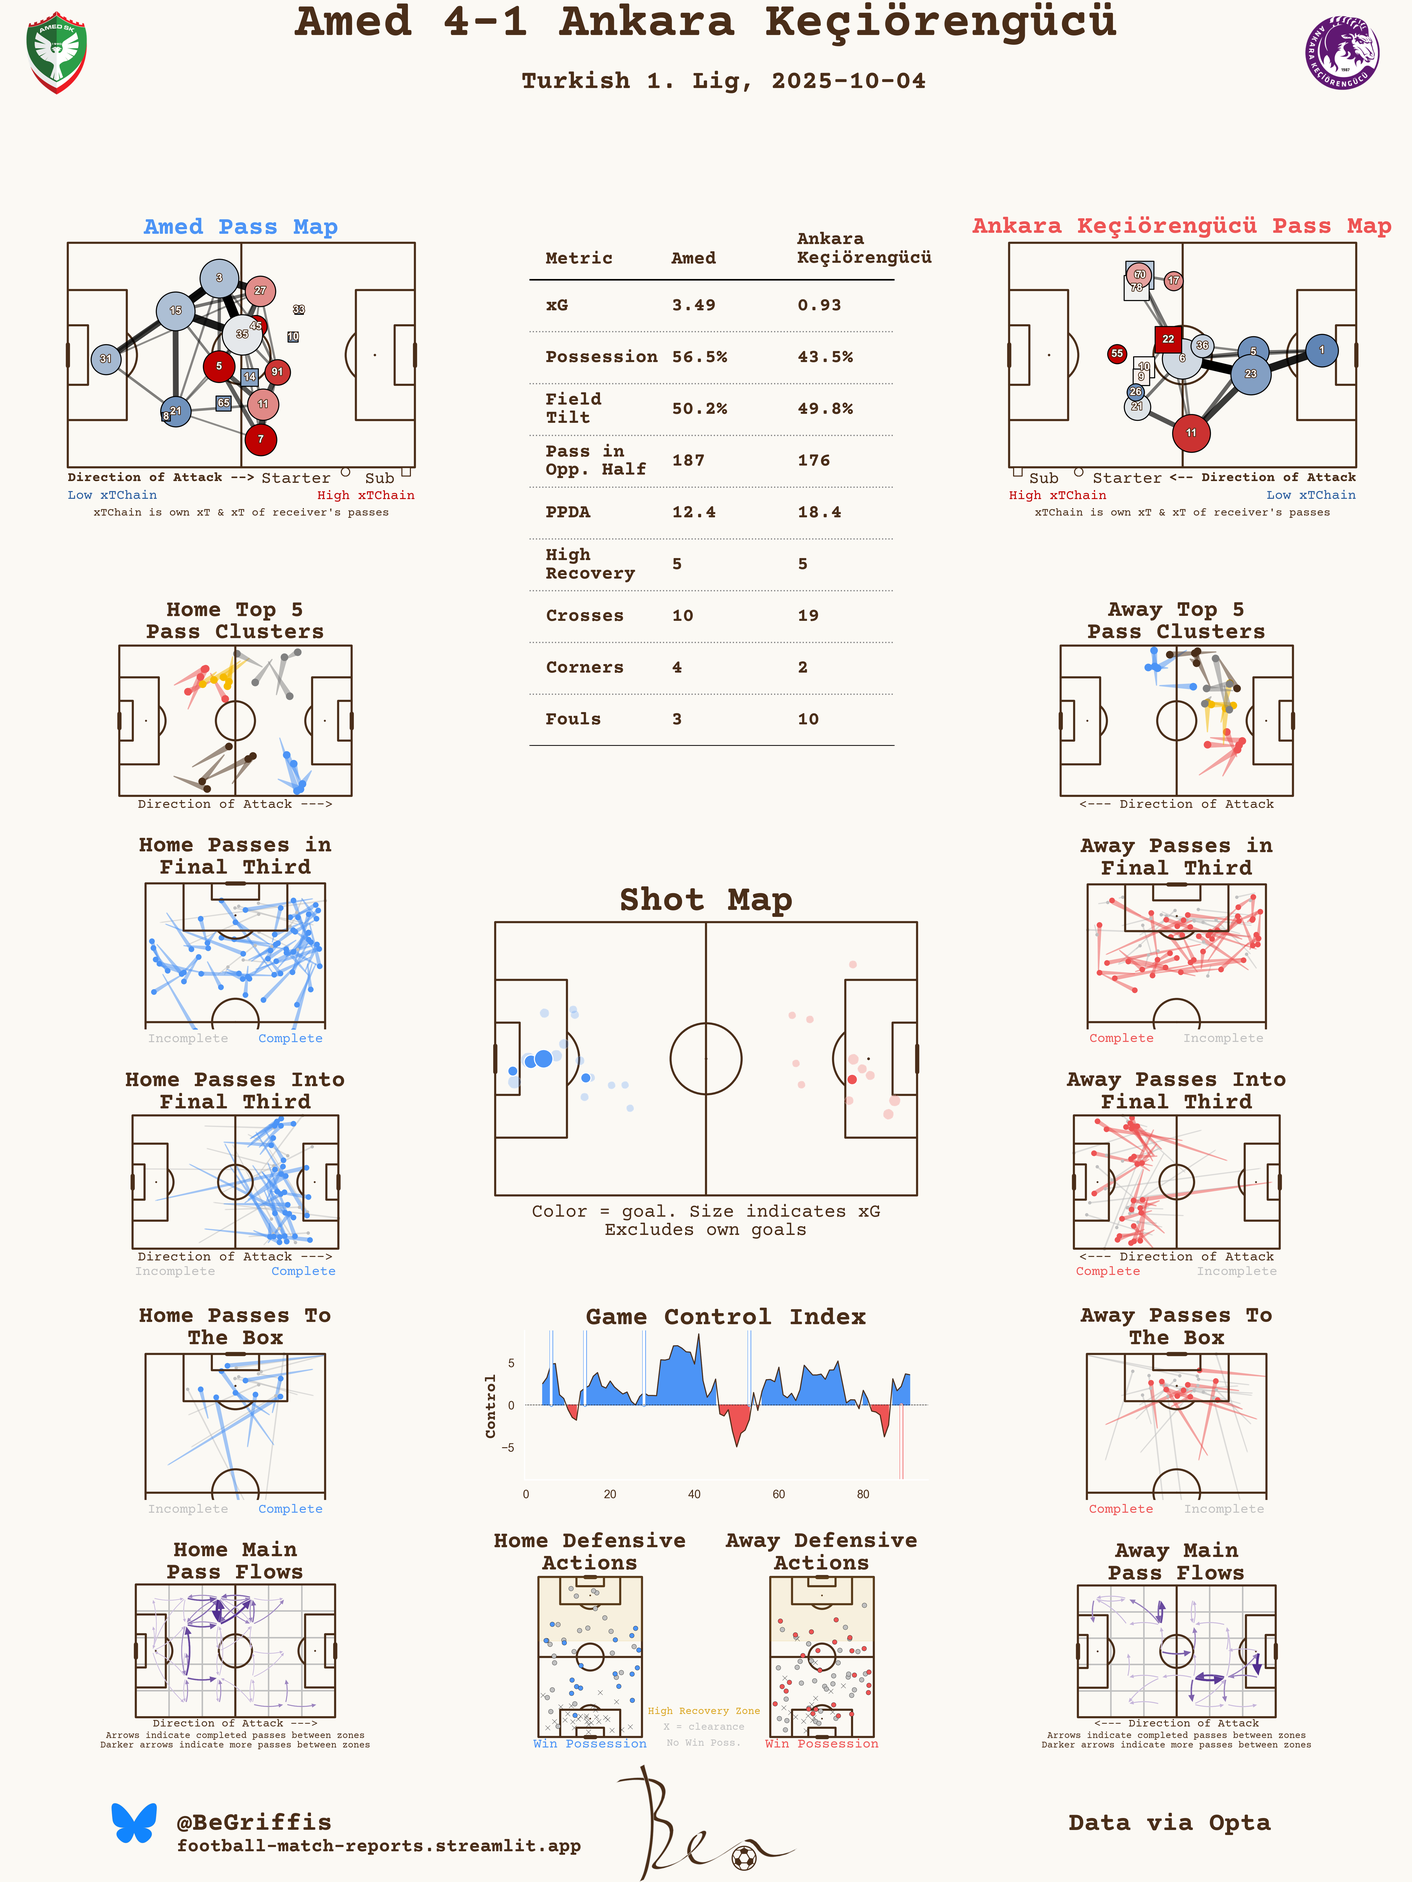 Amed 4-1 Ankara Keçiörengücü
Turkish 1. Lig, 2025-10-04
AMED SK
ANKARA KEÇİÖRENGÜCÜ
1987
Amed Pass Map
3
27
15
33
45
35
10
31
5
14
91
65
11
8
21
7
Direction of Attack --> Starter Sub
Low xTChain High xTChain
xTChain is own xT & xT of receiver's passes
Metric Amed Ankara Keçiörengücü
xG 3.49 0.93
Possession 56.5% 43.5%
Field Tilt 50.2% 49.8%
Pass in Opp. Half 187 176
PPDA 12.4 18.4
High Recovery 5 5
Crosses 10 19
Corners 4 2
Fouls 3 10
Ankara Keçiörengücü Pass Map
70
17
78
22
36
55
6
5
1
10
9
23
26
21
11
Sub Starter <-- Direction of Attack
High xTChain Low xTChain
xTChain is own xT & xT of receiver's passes
Home Top 5
Pass Clusters
Direction of Attack --->
Away Top 5
Pass Clusters
<--- Direction of Attack
Home Passes in
Final Third
Incomplete Complete
Away Passes in
Final Third
Complete Incomplete
Shot Map
Color = goal. Size indicates xG
Excludes own goals
Home Passes Into
Final Third
Direction of Attack --->
Incomplete Complete
Away Passes Into
Final Third
<--- Direction of Attack
Complete Incomplete
Home Passes To
The Box
Incomplete Complete
Game Control Index
Control
5
0
−5
0 20 40 60 80
Away Passes To
The Box
Complete Incomplete
Home Main
Pass Flows
Direction of Attack --->
Arrows indicate completed passes between zones
Darker arrows indicate more passes between zones
Home Defensive
Actions
Win Possession
Away Defensive
Actions
Win Possession
High Recovery Zone
X = clearance
No Win Poss.
Away Main
Pass Flows
<--- Direction of Attack
Arrows indicate completed passes between zones
Darker arrows indicate more passes between zones
@BeGriffis
football-match-reports.streamlit.app
Ben
Data via Opta